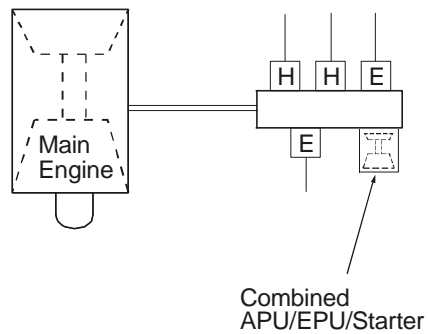 H H E
Main
Engine
E
Combined
APU/EPU/Starter